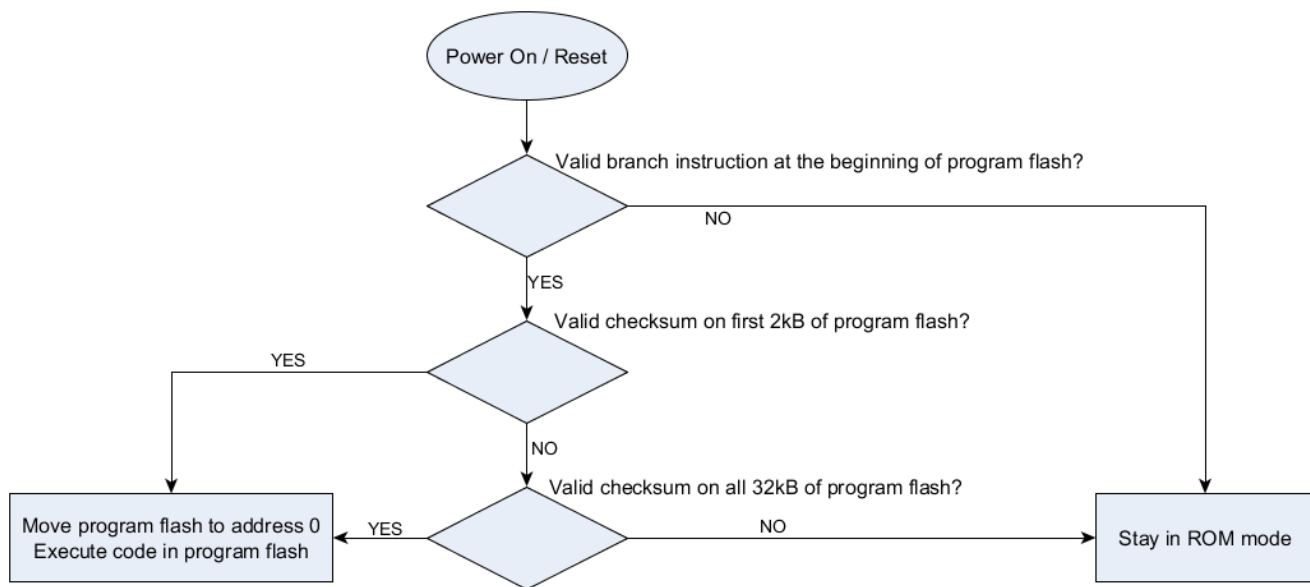 Power On / Reset
Valid branch instruction at the beginning of program flash?
NO
YES
Valid checksum on first 2kB of program flash?
YES
NO
Valid checksum on all 32kB of program flash?
Move program flash to address 0
Execute code in program flash
YES
NO
Stay in ROM mode